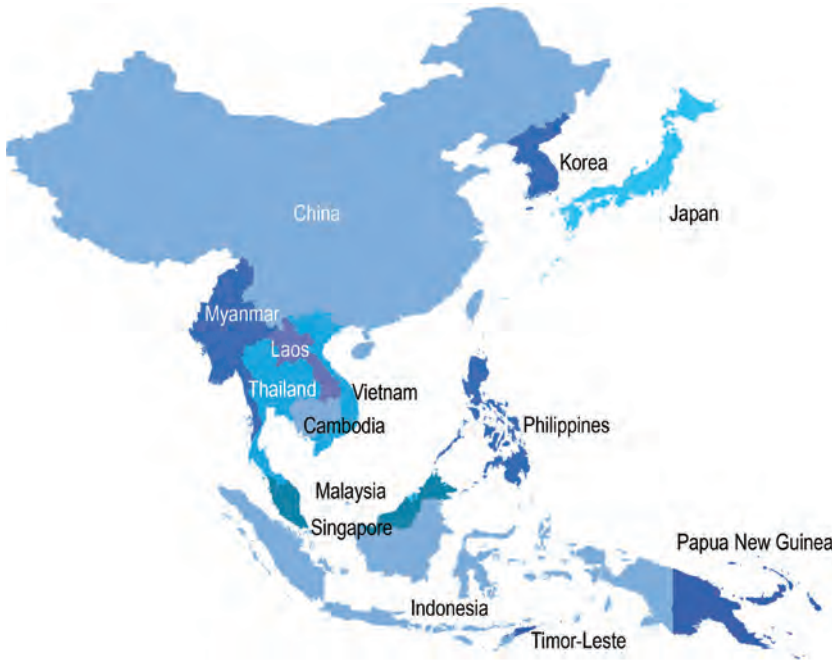 Korea
Japan
China
Myanmar
Laos
Thailand
Vietnam
Cambodia
Philippines
Malaysia
Singapore
Papua New Guinea
Indonesia
Timor-Leste